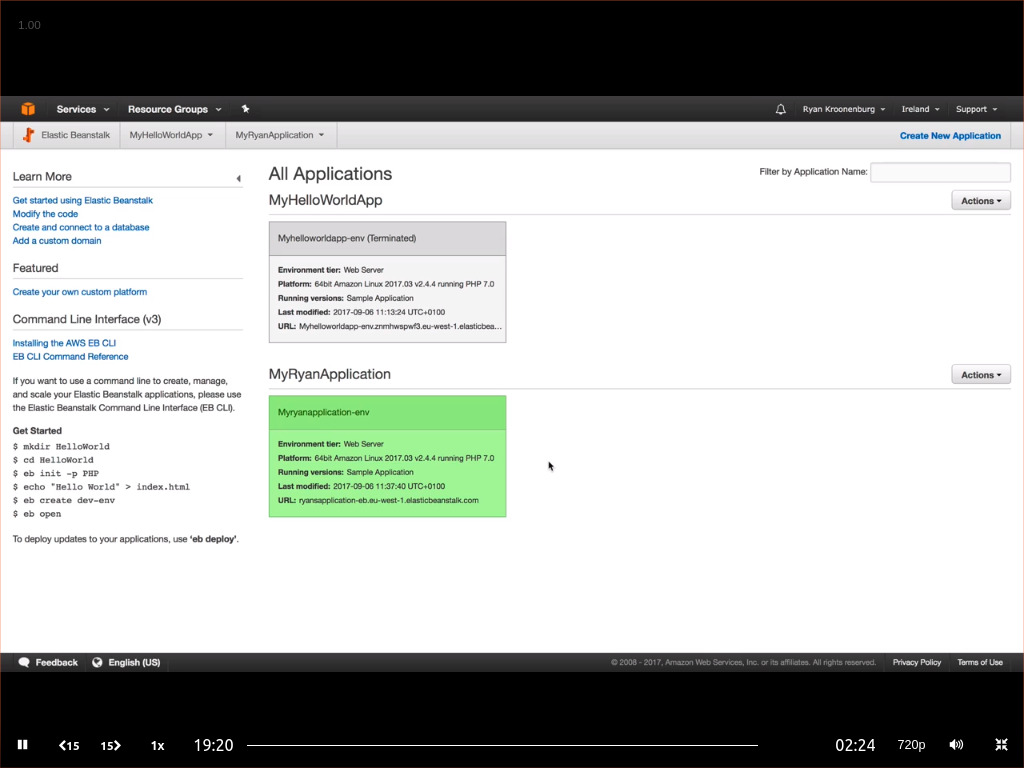 1.00
Services Resource Groups Ryan Kroonenburg Ireland Support
Elastic Beanstalk MyHelloWorldApp MyRyanApplication Create New Application
Learn More
Get started using Elastic Beanstalk
Modify the code
Create and connect to a database
Add a custom domain
Featured
Create your own custom platform
Command Line Interface (v3)
Installing the AWS EB CLI
EB CLI Command Reference
If you want to use a command line to create, manage,
and scale your Elastic Beanstalk applications, please use
the Elastic Beanstalk Command Line Interface (EB CLI).
Get Started
$ mkdir HelloWorld
$ cd HelloWorld
$ eb init -p PHP
$ echo "Hello World" > index.html
$ eb create dev-env
$ eb open
To deploy updates to your applications, use 'eb deploy'.
All Applications
Filter by Application Name:
MyHelloWorldApp
Actions
Myhelloworldapp-env (Terminated)
Environment tier: Web Server
Platform: 64bit Amazon Linux 2017.03 v2.4.4 running PHP 7.0
Running versions: Sample Application
Last modified: 2017-09-06 11:13:24 UTC+0100
URL: Myhelloworldapp-env.znmhwspwf3.eu-west-1.elasticbea...
MyRyanApplication
Actions
Myryanapplication-env
Environment tier: Web Server
Platform: 64bit Amazon Linux 2017.03 v2.4.4 running PHP 7.0
Running versions: Sample Application
Last modified: 2017-09-06 11:37:40 UTC+0100
URL: ryansapplication-eb.eu-west-1.elasticbeanstalk.com
Feedback English (US) © 2008 - 2017, Amazon Web Services, Inc. or its affiliates. All rights reserved. Privacy Policy Terms of Use
15 15 1x 19:20 02:24 720p